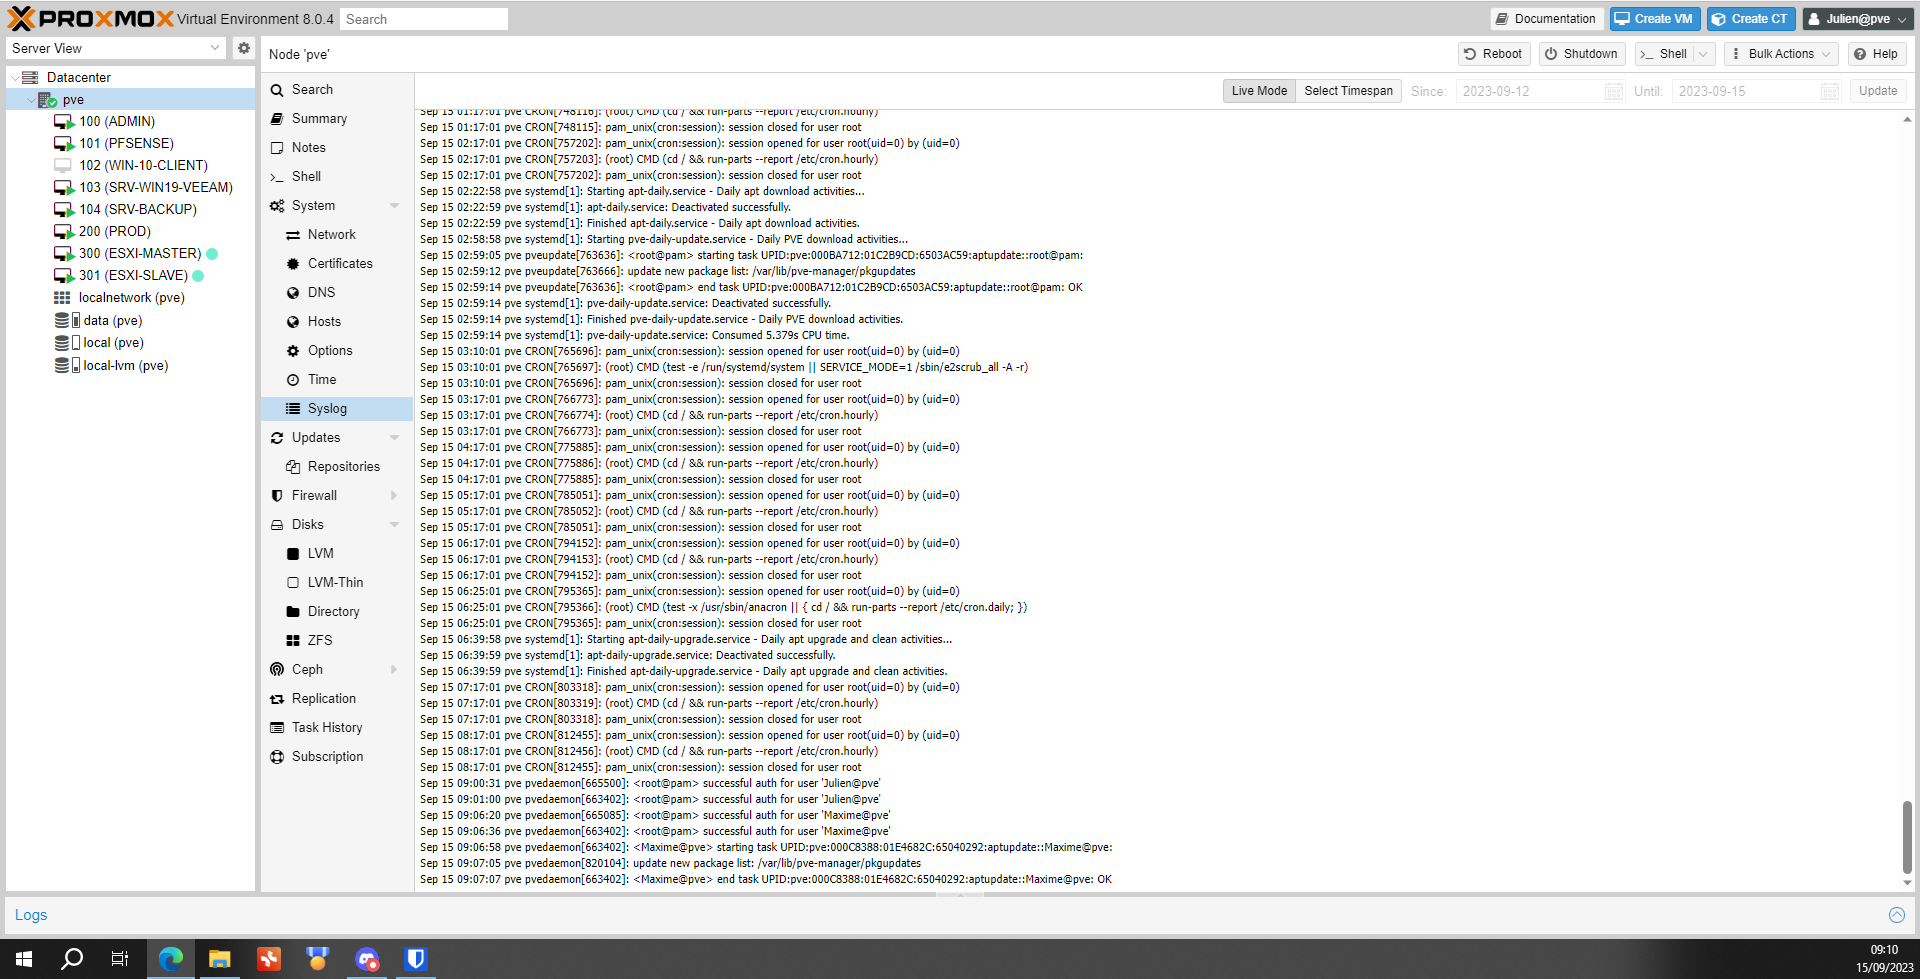 PROXMOX Virtual Environment 8.0.4 Search
Documentation Create VM Create CT Julien@pve
Server View
Node 'pve'
Reboot Shutdown >_ Shell Bulk Actions Help
Datacenter
pve
100 (ADMIN)
101 (PFSENSE)
102 (WIN-10-CLIENT)
103 (SRV-WIN19-VEEAM)
104 (SRV-BACKUP)
200 (PROD)
300 (ESXI-MASTER)
301 (ESXI-SLAVE)
localnetwork (pve)
data (pve)
local (pve)
local-lvm (pve)
Search
Summary
Notes
>_ Shell
System
Network
Certificates
DNS
Hosts
Options
Time
Syslog
Updates
Repositories
Firewall
Disks
LVM
LVM-Thin
Directory
ZFS
Ceph
Replication
Task History
Subscription
Live Mode Select Timespan Since: 2023-09-12 Until: 2023-09-15 Update
Sep 15 01:17:01 pve CRON[748116]: (root) CMD (cd / && run-parts --report /etc/cron.hourly)
Sep 15 01:17:01 pve CRON[748115]: pam_unix(cron:session): session closed for user root
Sep 15 02:17:01 pve CRON[757202]: pam_unix(cron:session): session opened for user root(uid=0) by (uid=0)
Sep 15 02:17:01 pve CRON[757203]: (root) CMD (cd / && run-parts --report /etc/cron.hourly)
Sep 15 02:17:01 pve CRON[757202]: pam_unix(cron:session): session closed for user root
Sep 15 02:22:58 pve systemd[1]: Starting apt-daily.service - Daily apt download activities...
Sep 15 02:22:59 pve systemd[1]: apt-daily.service: Deactivated successfully.
Sep 15 02:22:59 pve systemd[1]: Finished apt-daily.service - Daily apt download activities.
Sep 15 02:58:58 pve systemd[1]: Starting pve-daily-update.service - Daily PVE download activities...
Sep 15 02:59:05 pve pveupdate[763636]: <root@pam> starting task UPID:pve:000BA712:01C2B9CD:6503AC59:aptupdate::root@pam:
Sep 15 02:59:12 pve pveupdate[763666]: update new package list: /var/lib/pve-manager/pkgupdates
Sep 15 02:59:14 pve pveupdate[763636]: <root@pam> end task UPID:pve:000BA712:01C2B9CD:6503AC59:aptupdate::root@pam: OK
Sep 15 02:59:14 pve systemd[1]: pve-daily-update.service: Deactivated successfully.
Sep 15 02:59:14 pve systemd[1]: Finished pve-daily-update.service - Daily PVE download activities.
Sep 15 02:59:14 pve systemd[1]: pve-daily-update.service: Consumed 5.379s CPU time.
Sep 15 03:10:01 pve CRON[765696]: pam_unix(cron:session): session opened for user root(uid=0) by (uid=0)
Sep 15 03:10:01 pve CRON[765697]: (root) CMD (test -e /run/systemd/system || SERVICE_MODE=1 /sbin/e2scrub_all -A -r)
Sep 15 03:10:01 pve CRON[765696]: pam_unix(cron:session): session closed for user root
Sep 15 03:17:01 pve CRON[766773]: pam_unix(cron:session): session opened for user root(uid=0) by (uid=0)
Sep 15 03:17:01 pve CRON[766774]: (root) CMD (cd / && run-parts --report /etc/cron.hourly)
Sep 15 03:17:01 pve CRON[766773]: pam_unix(cron:session): session closed for user root
Sep 15 04:17:01 pve CRON[775885]: pam_unix(cron:session): session opened for user root(uid=0) by (uid=0)
Sep 15 04:17:01 pve CRON[775886]: (root) CMD (cd / && run-parts --report /etc/cron.hourly)
Sep 15 04:17:01 pve CRON[775885]: pam_unix(cron:session): session closed for user root
Sep 15 05:17:01 pve CRON[785051]: pam_unix(cron:session): session opened for user root(uid=0) by (uid=0)
Sep 15 05:17:01 pve CRON[785052]: (root) CMD (cd / && run-parts --report /etc/cron.hourly)
Sep 15 05:17:01 pve CRON[785051]: pam_unix(cron:session): session closed for user root
Sep 15 06:17:01 pve CRON[794152]: pam_unix(cron:session): session opened for user root(uid=0) by (uid=0)
Sep 15 06:17:01 pve CRON[794153]: (root) CMD (cd / && run-parts --report /etc/cron.hourly)
Sep 15 06:17:01 pve CRON[794152]: pam_unix(cron:session): session closed for user root
Sep 15 06:25:01 pve CRON[795365]: pam_unix(cron:session): session opened for user root(uid=0) by (uid=0)
Sep 15 06:25:01 pve CRON[795366]: (root) CMD (test -x /usr/sbin/anacron || { cd / && run-parts --report /etc/cron.daily; })
Sep 15 06:25:01 pve CRON[795365]: pam_unix(cron:session): session closed for user root
Sep 15 06:39:58 pve systemd[1]: Starting apt-daily-upgrade.service - Daily apt upgrade and clean activities...
Sep 15 06:39:59 pve systemd[1]: apt-daily-upgrade.service: Deactivated successfully.
Sep 15 06:39:59 pve systemd[1]: Finished apt-daily-upgrade.service - Daily apt upgrade and clean activities.
Sep 15 07:17:01 pve CRON[803318]: pam_unix(cron:session): session opened for user root(uid=0) by (uid=0)
Sep 15 07:17:01 pve CRON[803319]: (root) CMD (cd / && run-parts --report /etc/cron.hourly)
Sep 15 07:17:01 pve CRON[803318]: pam_unix(cron:session): session closed for user root
Sep 15 08:17:01 pve CRON[812455]: pam_unix(cron:session): session opened for user root(uid=0) by (uid=0)
Sep 15 08:17:01 pve CRON[812456]: (root) CMD (cd / && run-parts --report /etc/cron.hourly)
Sep 15 08:17:01 pve CRON[812455]: pam_unix(cron:session): session closed for user root
Sep 15 09:00:31 pve pvedaemon[665500]: <root@pam> successful auth for user 'Julien@pve'
Sep 15 09:01:00 pve pvedaemon[663402]: <root@pam> successful auth for user 'Julien@pve'
Sep 15 09:06:20 pve pvedaemon[665085]: <root@pam> successful auth for user 'Maxime@pve'
Sep 15 09:06:36 pve pvedaemon[663402]: <root@pam> successful auth for user 'Maxime@pve'
Sep 15 09:06:58 pve pvedaemon[663402]: <Maxime@pve> starting task UPID:pve:000C8388:01E4682C:65040292:aptupdate::Maxime@pve:
Sep 15 09:07:05 pve pvedaemon[820104]: update new package list: /var/lib/pve-manager/pkgupdates
Sep 15 09:07:07 pve pvedaemon[663402]: <Maxime@pve> end task UPID:pve:000C8388:01E4682C:65040292:aptupdate::Maxime@pve: OK
Logs
09:10
15/09/2023